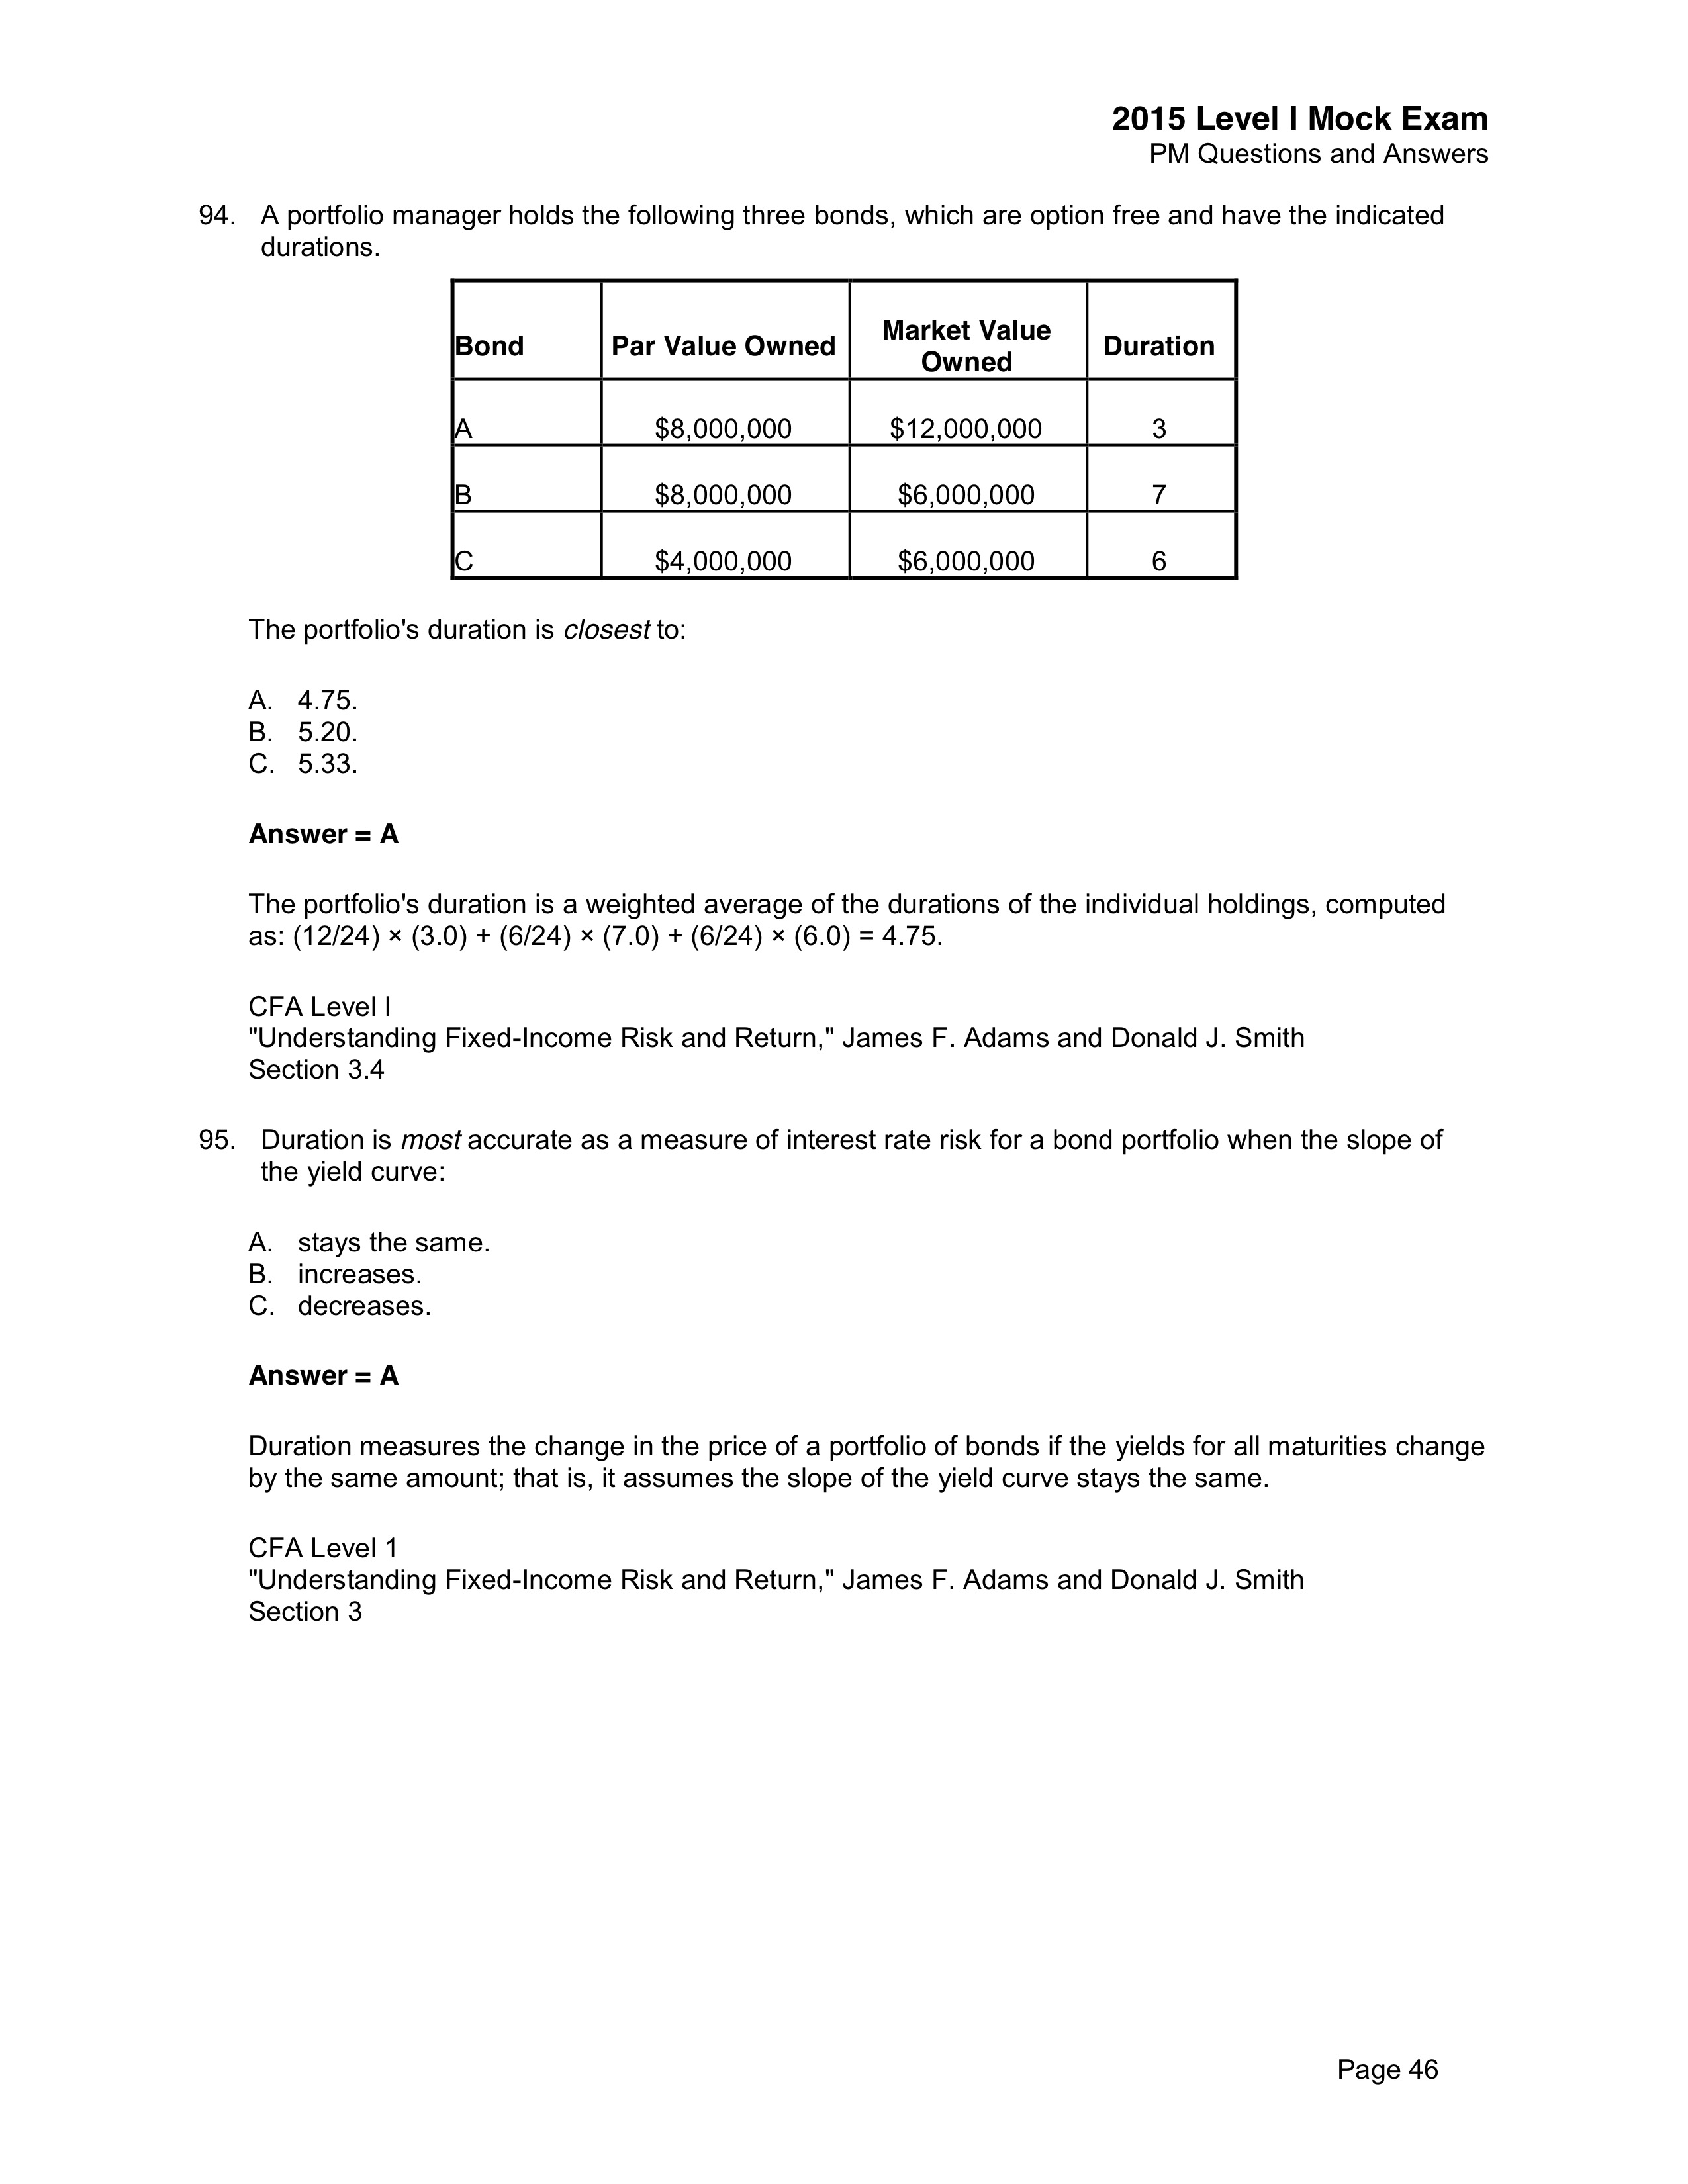 2015 Level I Mock Exam
PM Questions and Answers
94. A portfolio manager holds the following three bonds, which are option free and have the indicated
durations.
Bond Par Value Owned Market Value Owned Duration
A $8,000,000 $12,000,000 3
B $8,000,000 $6,000,000 7
C $4,000,000 $6,000,000 6
The portfolio's duration is closest to:
A. 4.75.
B. 5.20.
C. 5.33.
Answer = A
The portfolio's duration is a weighted average of the durations of the individual holdings, computed
as: (12/24) × (3.0) + (6/24) × (7.0) + (6/24) × (6.0) = 4.75.
CFA Level I
"Understanding Fixed-Income Risk and Return," James F. Adams and Donald J. Smith
Section 3.4
95. Duration is most accurate as a measure of interest rate risk for a bond portfolio when the slope of
the yield curve:
A. stays the same.
B. increases.
C. decreases.
Answer = A
Duration measures the change in the price of a portfolio of bonds if the yields for all maturities change
by the same amount; that is, it assumes the slope of the yield curve stays the same.
CFA Level 1
"Understanding Fixed-Income Risk and Return," James F. Adams and Donald J. Smith
Section 3
Page 46